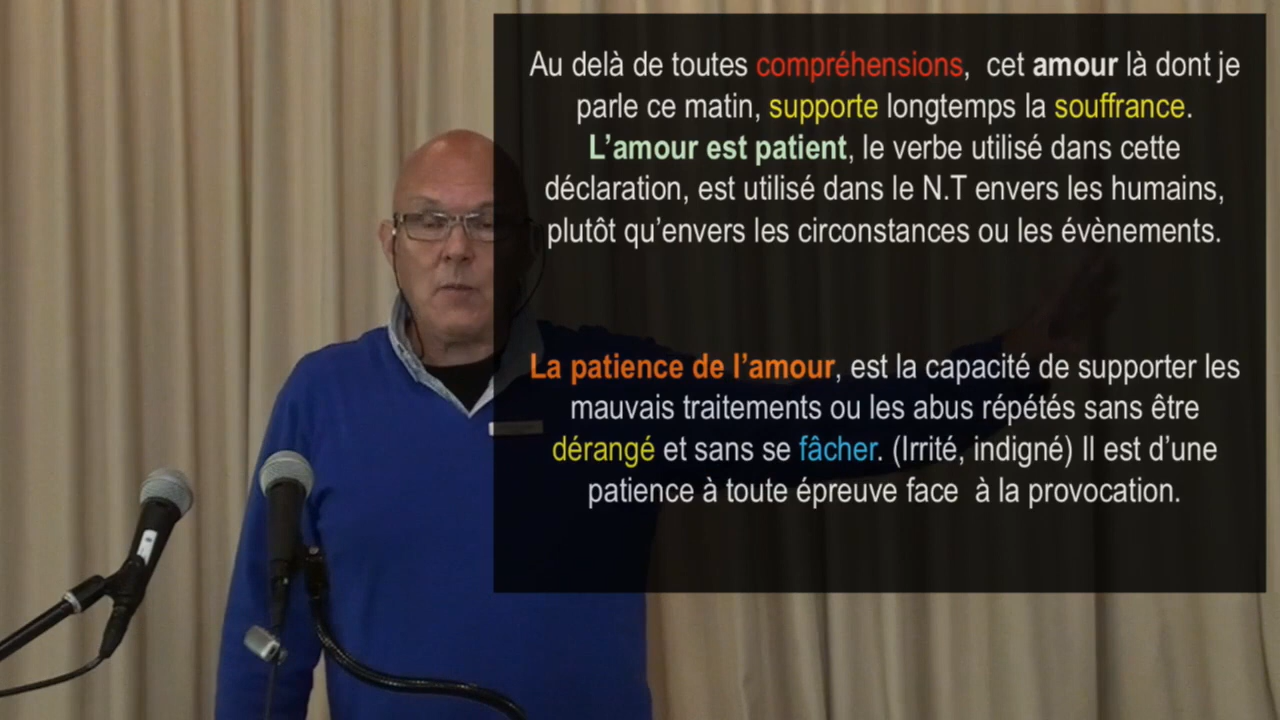 Au delà de toutes compréhensions,  cet amour là dont je
parle ce matin, supporte longtemps la souffrance.
L’amour est patient, le verbe utilisé dans cette
déclaration, est utilisé dans le N.T envers les humains,
plutôt qu’envers les circonstances ou les évènements.
La patience de l’amour, est la capacité de supporter les
mauvais traitements ou les abus répétés sans être
dérangé et sans se fâcher. (Irrité, indigné) Il est d’une
patience à toute épreuve face  à la provocation.